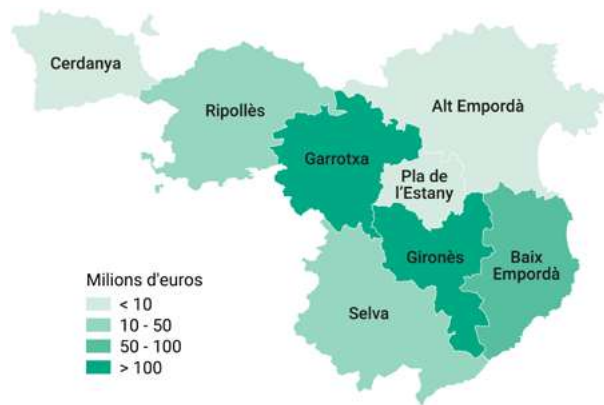 Cerdanya
Ripollès
Alt Empordà
Garrotxa
Pla de
l'Estany
Gironès
Baix
Empordà
Selva
Milions d'euros
< 10
10 - 50
50 - 100
> 100